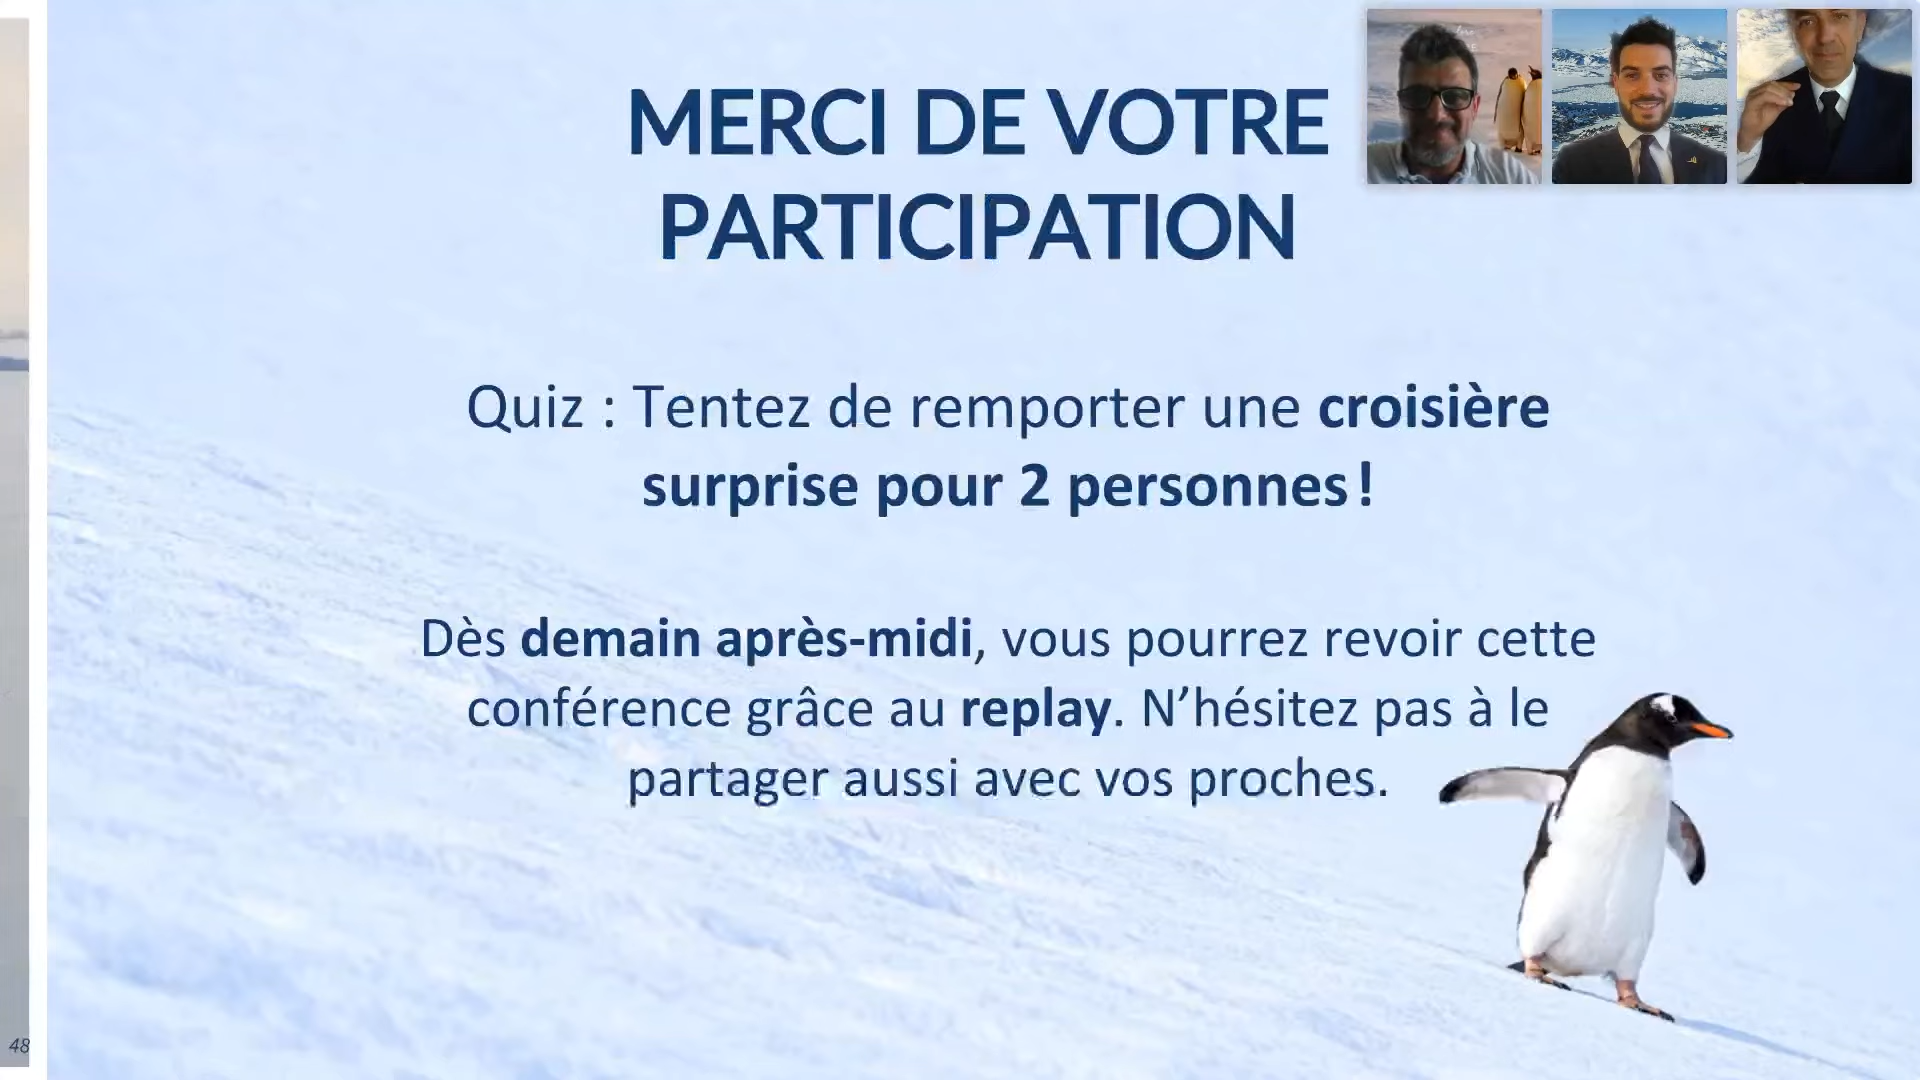 MERCI DE VOTRE
PARTICIPATION
Quiz : Tentez de remporter une croisière
surprise pour 2 personnes !
Dès demain après-midi, vous pourrez revoir cette
conférence grâce au replay. N’hésitez pas à le
partager aussi avec vos proches.
48